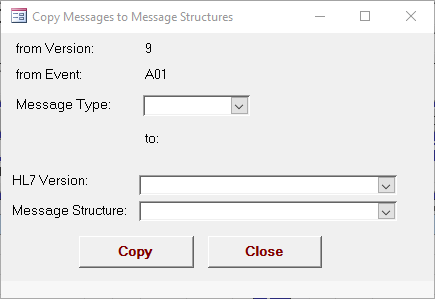 Copy Messages to Message Structures
from Version: 9
from Event: A01
Message Type:
to:
HL7 Version:
Message Structure:
Copy Close